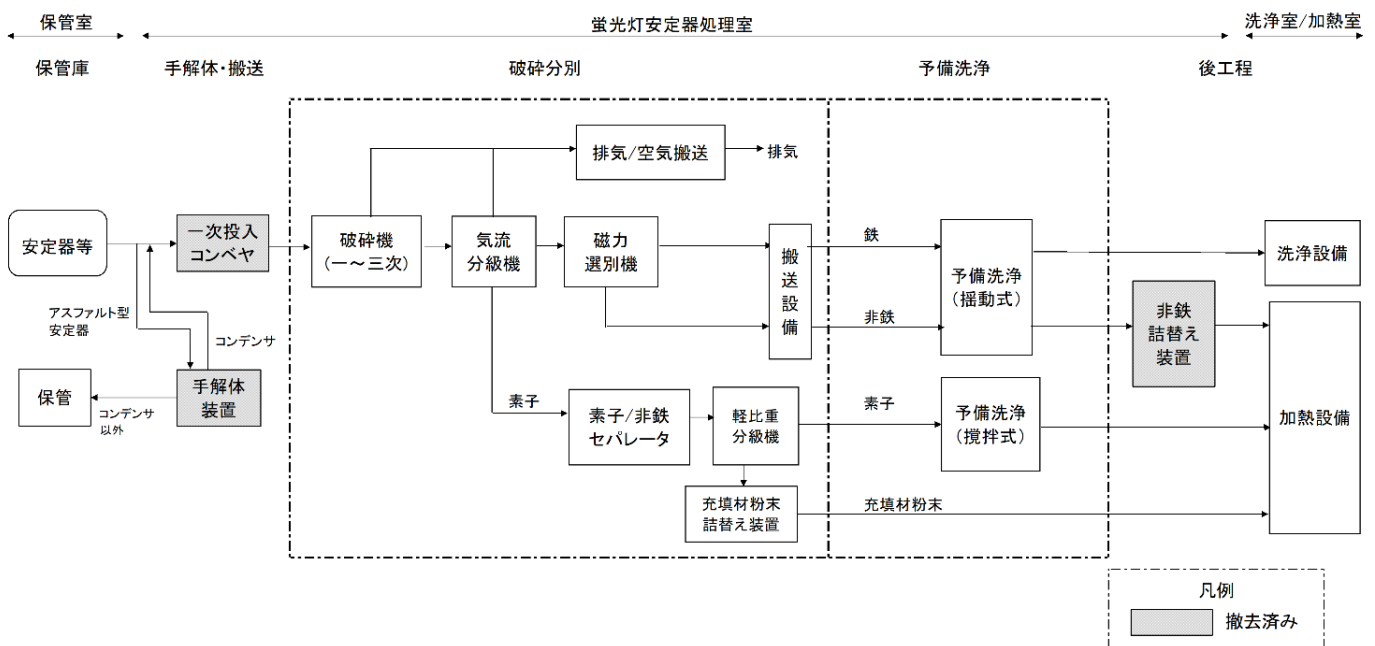 保管室
蛍光灯安定器処理室
洗浄室/加熱室
保管庫
手解体・搬送
破砕分別
予備洗浄
後工程
排気/空気搬送
排気
安定器等
一次投入
コンベヤ
破砕機
(一～三次)
気流
分級機
磁力
選別機
搬
送
設
備
鉄
非鉄
予備洗浄
(揺動式)
洗浄設備
非鉄
詰替え
装置
アスファルト型
安定器
コンデンサ
保管
コンデンサ
以外
手解体
装置
素子
素子/非鉄
セパレータ
軽比重
分級機
素子
予備洗浄
(撹拌式)
加熱設備
充填材粉末
詰替え装置
充填材粉末
凡例
撤去済み